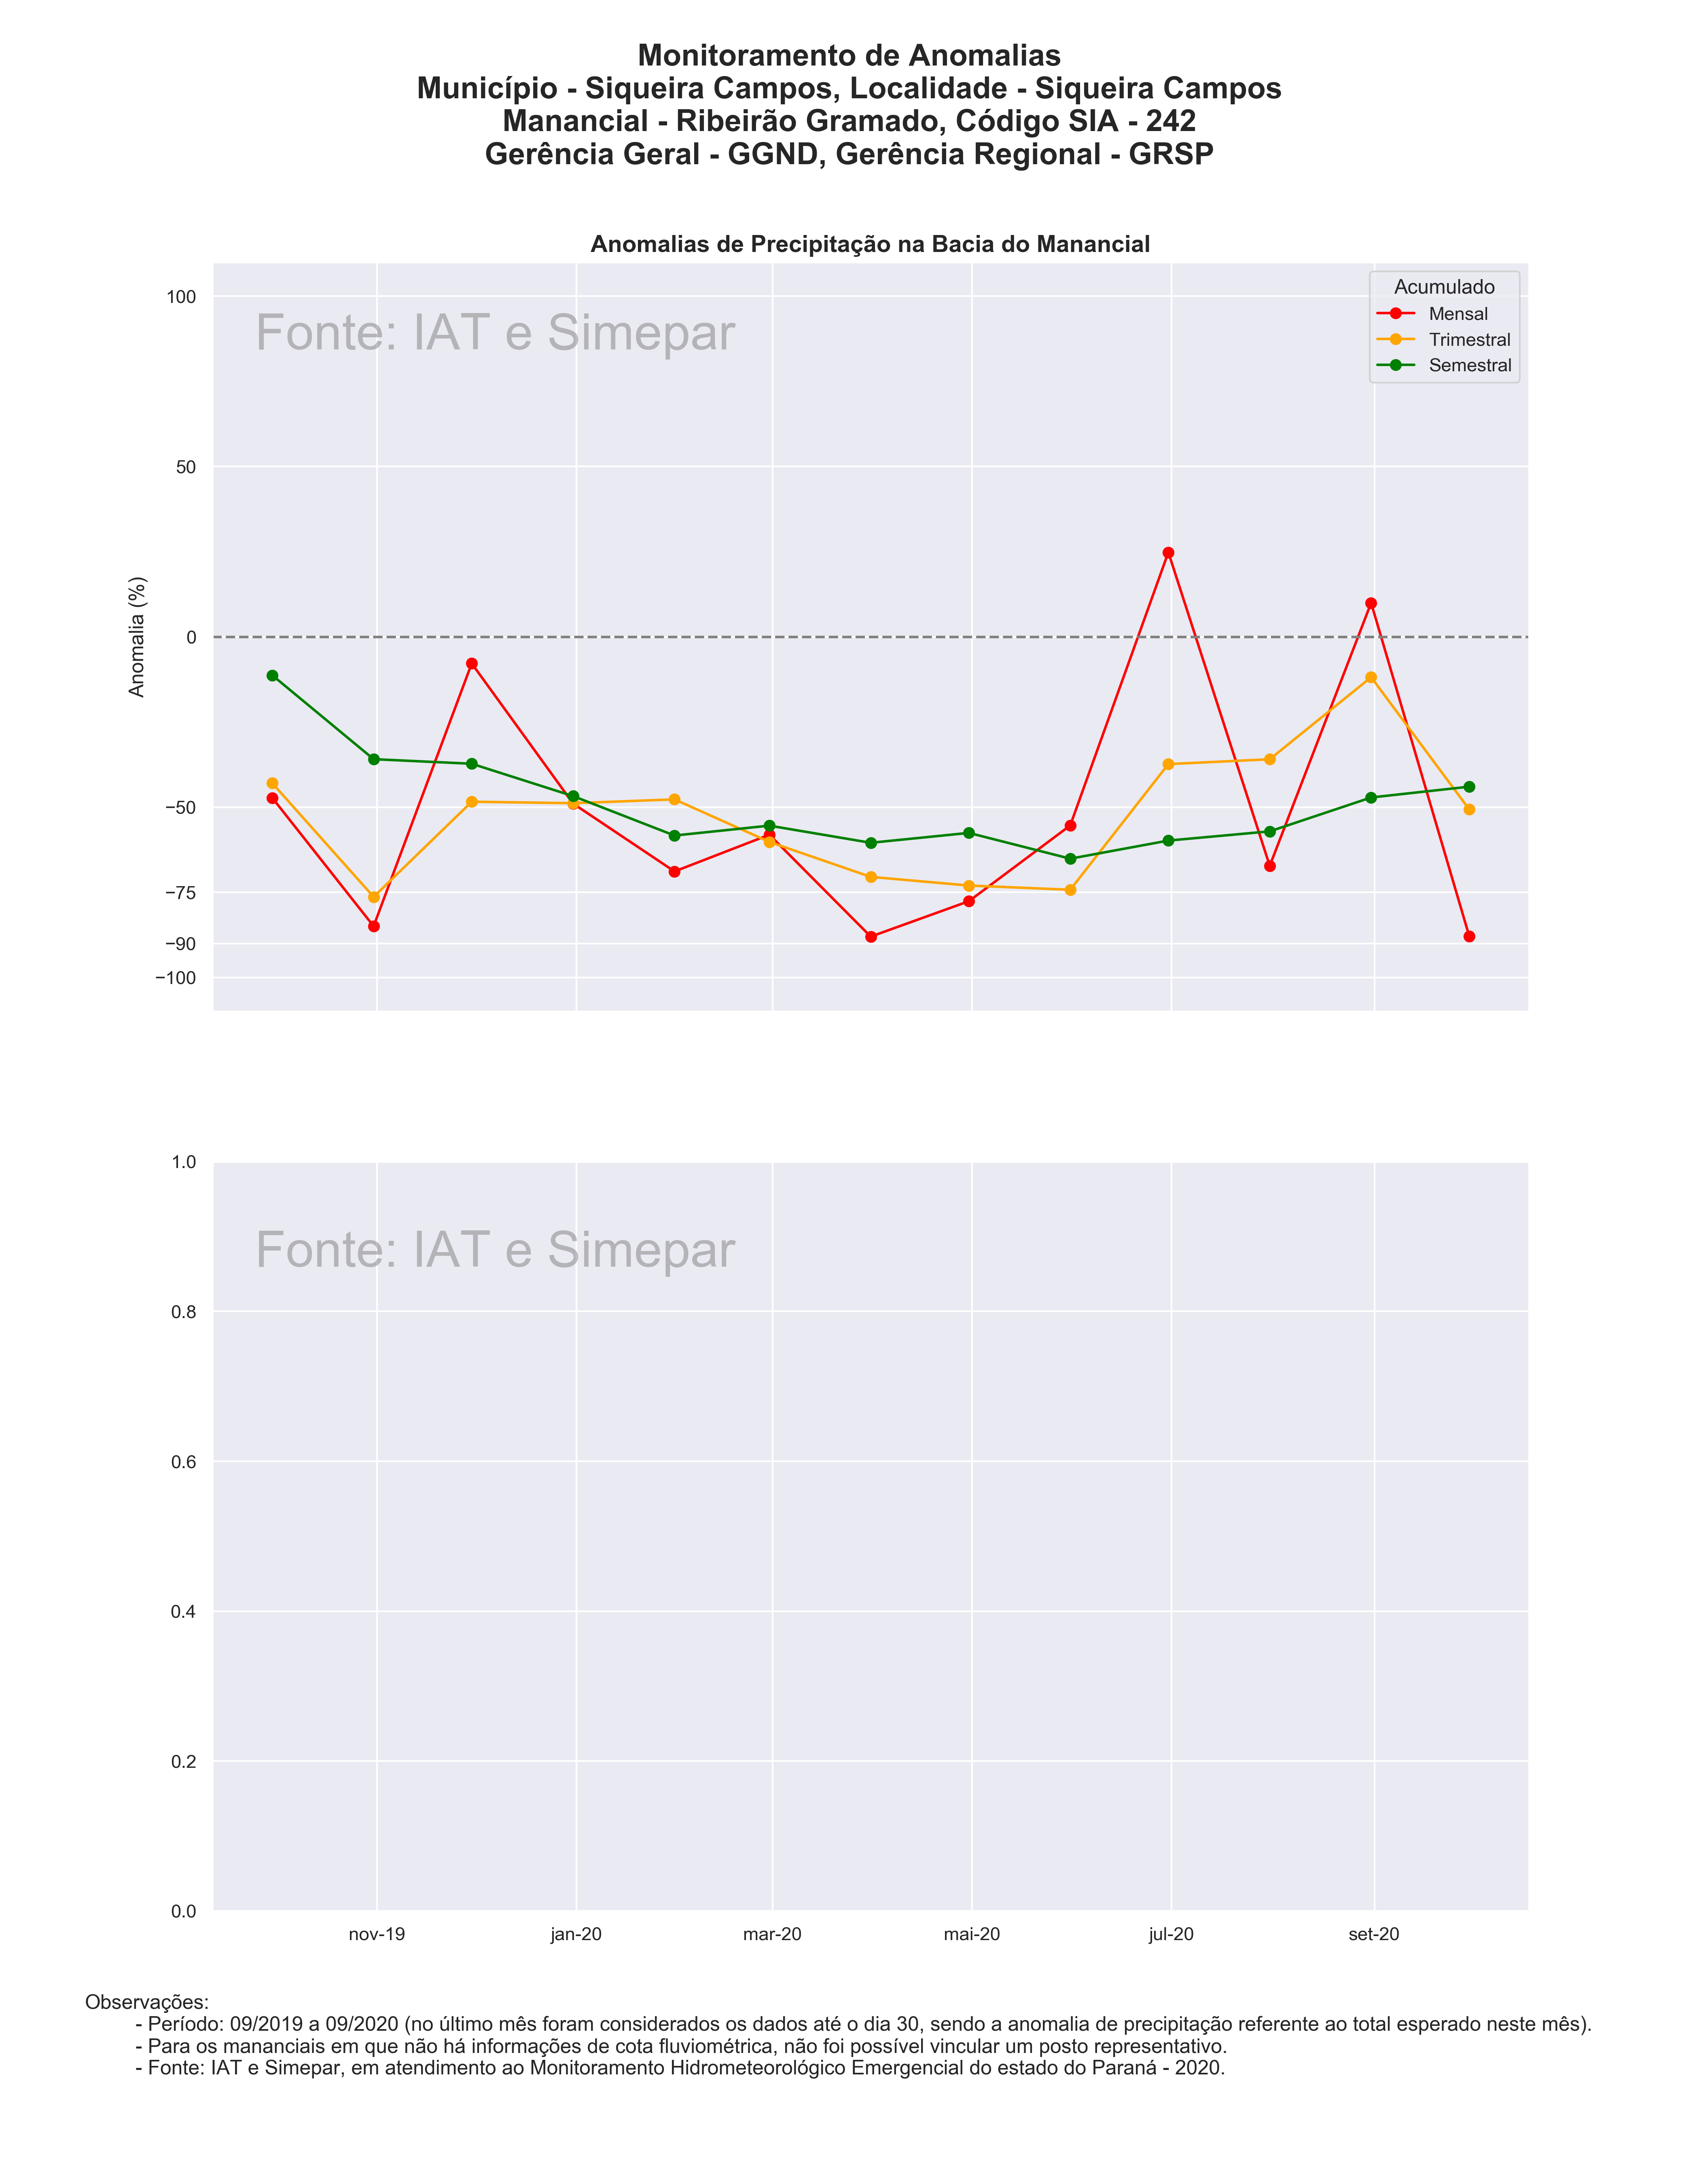 Monitoramento de Anomalias
Município - Siqueira Campos, Localidade - Siqueira Campos
Manancial - Ribeirão Gramado, Código SIA - 242
Gerência Geral - GGND, Gerência Regional - GRSP
Anomalias de Precipitação na Bacia do Manancial
Fonte: IAT e Simepar
Acumulado
Mensal
Trimestral
Semestral
Anomalia (%)
100
50
0
−50
−75
−90
−100
Fonte: IAT e Simepar
1.0
0.8
0.6
0.4
0.2
0.0
nov-19 jan-20 mar-20 mai-20 jul-20 set-20
Observações:
- Período: 09/2019 a 09/2020 (no último mês foram considerados os dados até o dia 30, sendo a anomalia de precipitação referente ao total esperado neste mês).
- Para os mananciais em que não há informações de cota fluviométrica, não foi possível vincular um posto representativo.
- Fonte: IAT e Simepar, em atendimento ao Monitoramento Hidrometeorológico Emergencial do estado do Paraná - 2020.